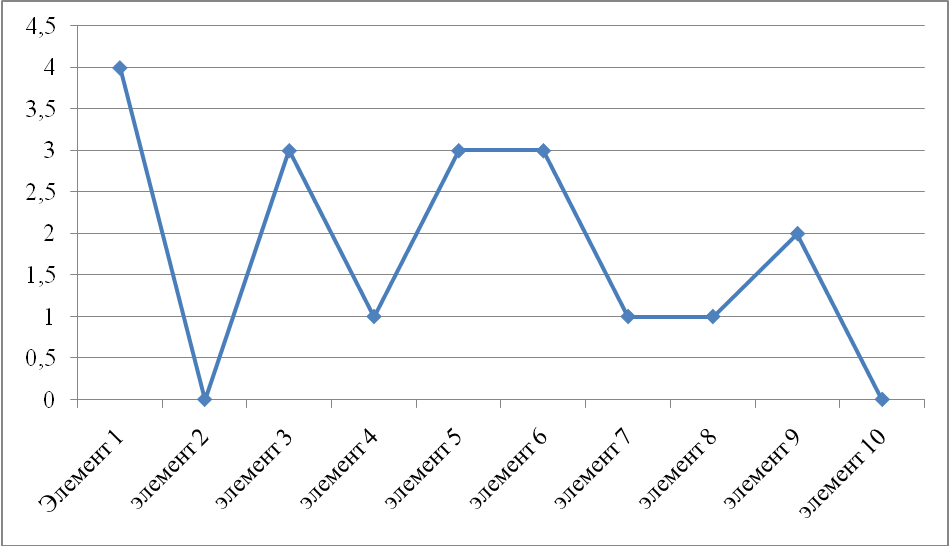 4,5
4
3,5
3
2,5
2
1,5
1
0,5
0
Элемент 1
элемент 2
элемент 3
элемент 4
элемент 5
элемент 6
элемент 7
элемент 8
элемент 9
элемент 10